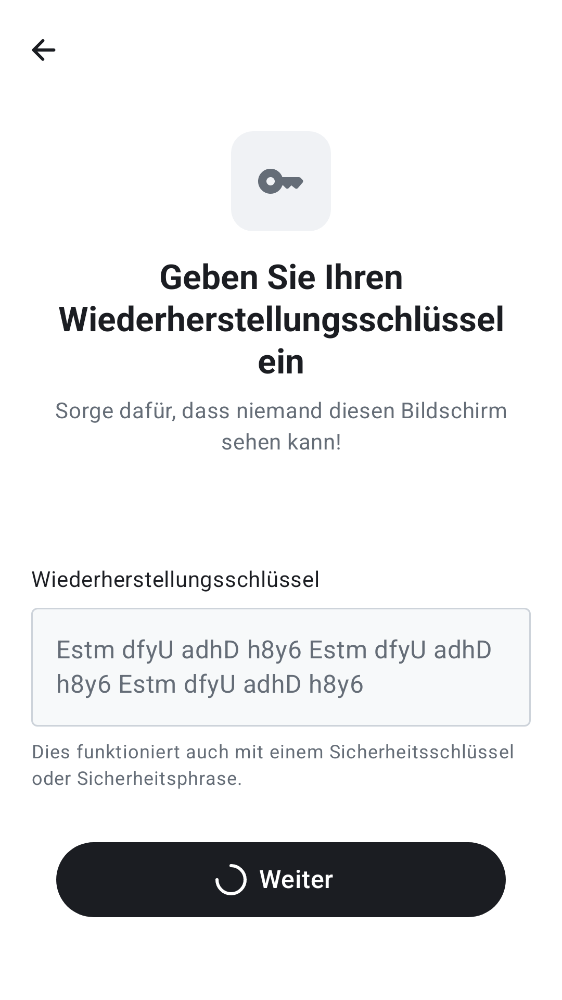 Geben Sie Ihren
Wiederherstellungsschlüssel
ein
Sorge dafür, dass niemand diesen Bildschirm
sehen kann!
Wiederherstellungsschlüssel
Estm dfyU adhD h8y6 Estm dfyU adhD
h8y6 Estm dfyU adhD h8y6
Dies funktioniert auch mit einem Sicherheitsschlüssel
oder Sicherheitsphrase.
Weiter